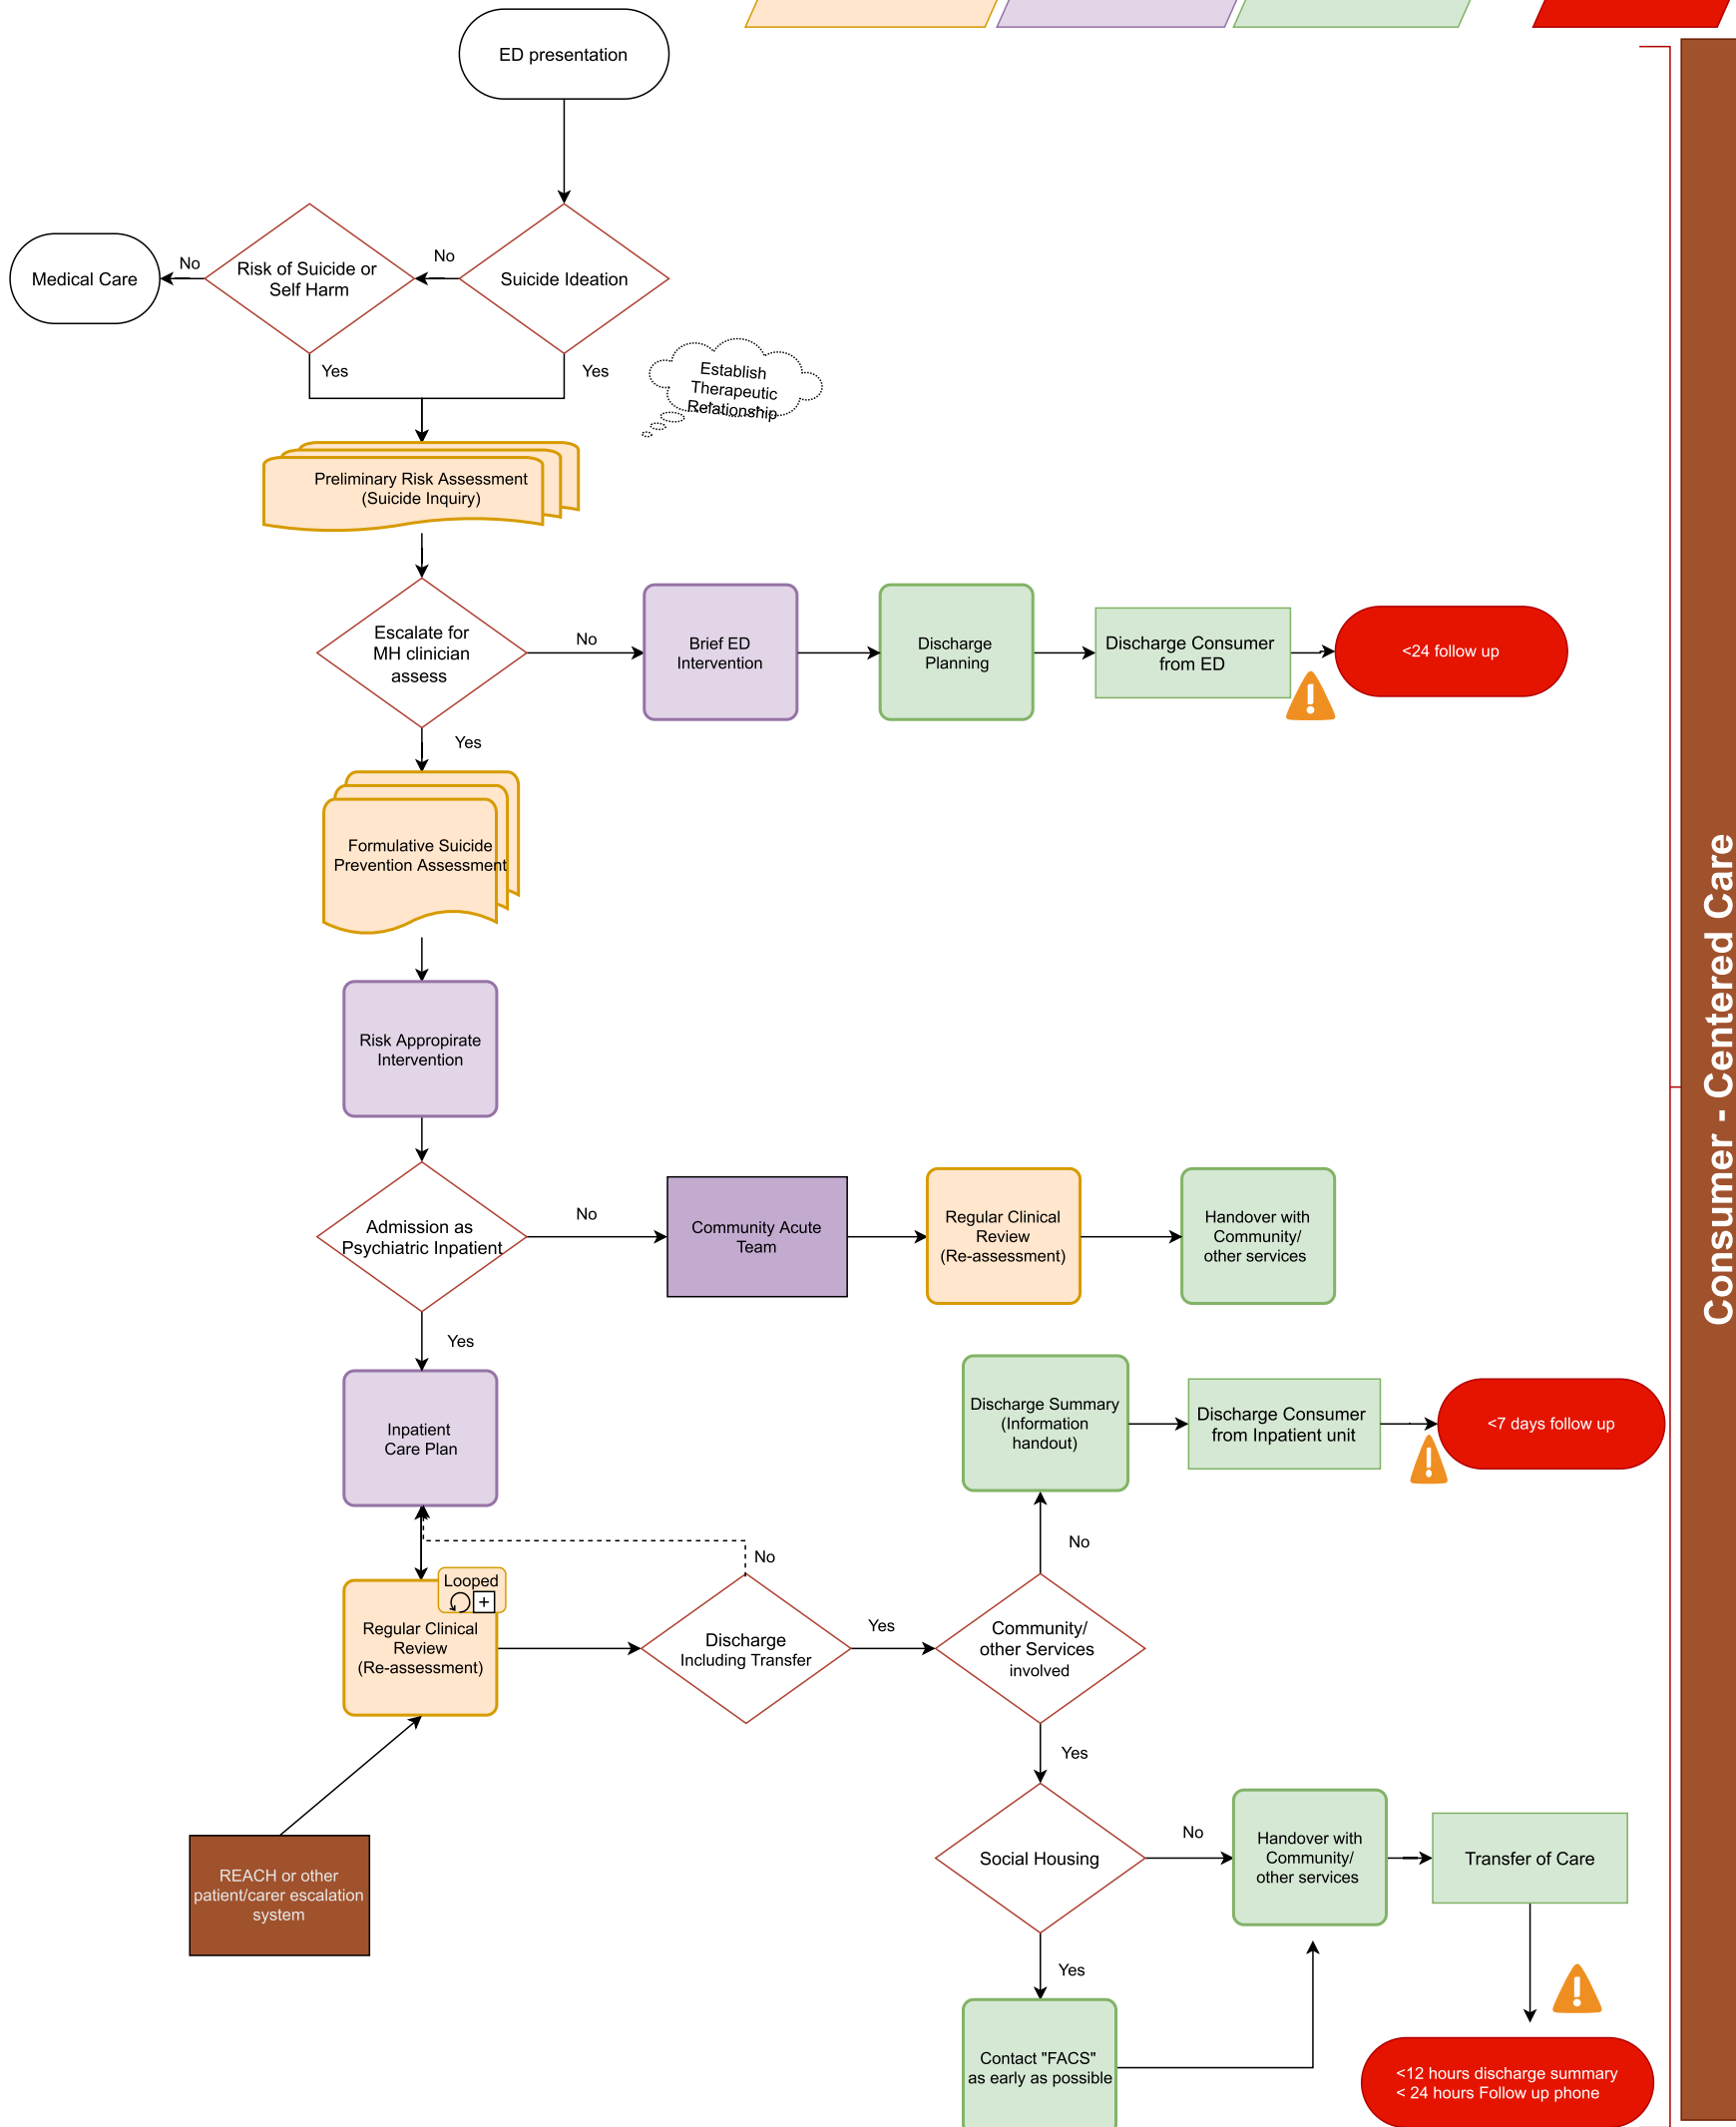 ED presentation
Medical Care
No
Risk of Suicide or
Self Harm
No
Suicide Ideation
Yes
Yes
Establish
Therapeutic
Relationship
Preliminary Risk Assessment
(Suicide Inquiry)
Escalate for
MH clinician
assess
No
Brief ED
Intervention
Discharge
Planning
Discharge Consumer
from ED
<24 follow up
Yes
Formulative Suicide
Prevention Assessment
Risk Appropirate
Intervention
Admission as
Psychiatric Inpatient
No
Community Acute
Team
Regular Clinical
Review
(Re-assessment)
Handover with
Community/
other services
Yes
Inpatient
Care Plan
Discharge Summary
(Information
handout)
Discharge Consumer
from Inpatient unit
<7 days follow up
No
No
Looped
Regular Clinical
Review
(Re-assessment)
Discharge
Including Transfer
Yes
Community/
other Services
involved
Yes
Social Housing
No
Handover with
Community/
other services
Transfer of Care
REACH or other
patient/carer escalation
system
Yes
Contact "FACS"
as early as possible
<12 hours discharge summary
< 24 hours Follow up phone
Consumer - Centered Care